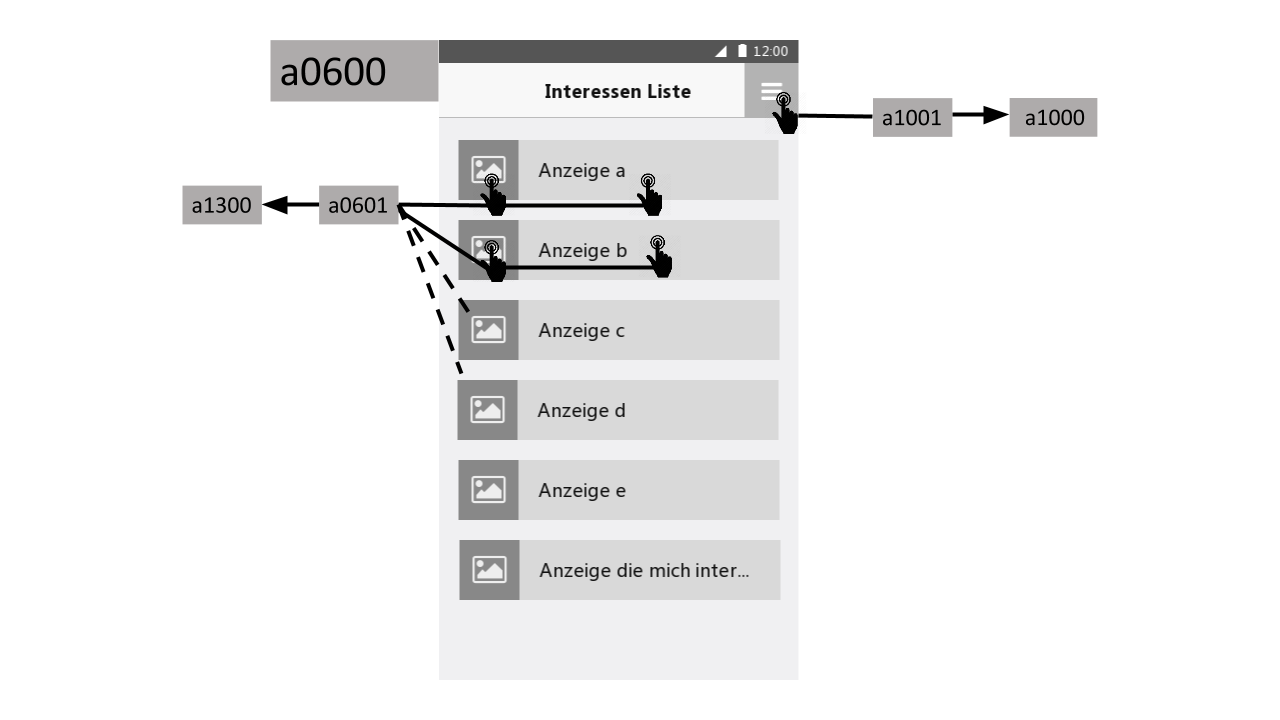 a0600
12:00
Interessen Liste
a1001
a1000
Anzeige a
a1300
a0601
Anzeige b
Anzeige c
Anzeige d
Anzeige e
Anzeige die mich inter...